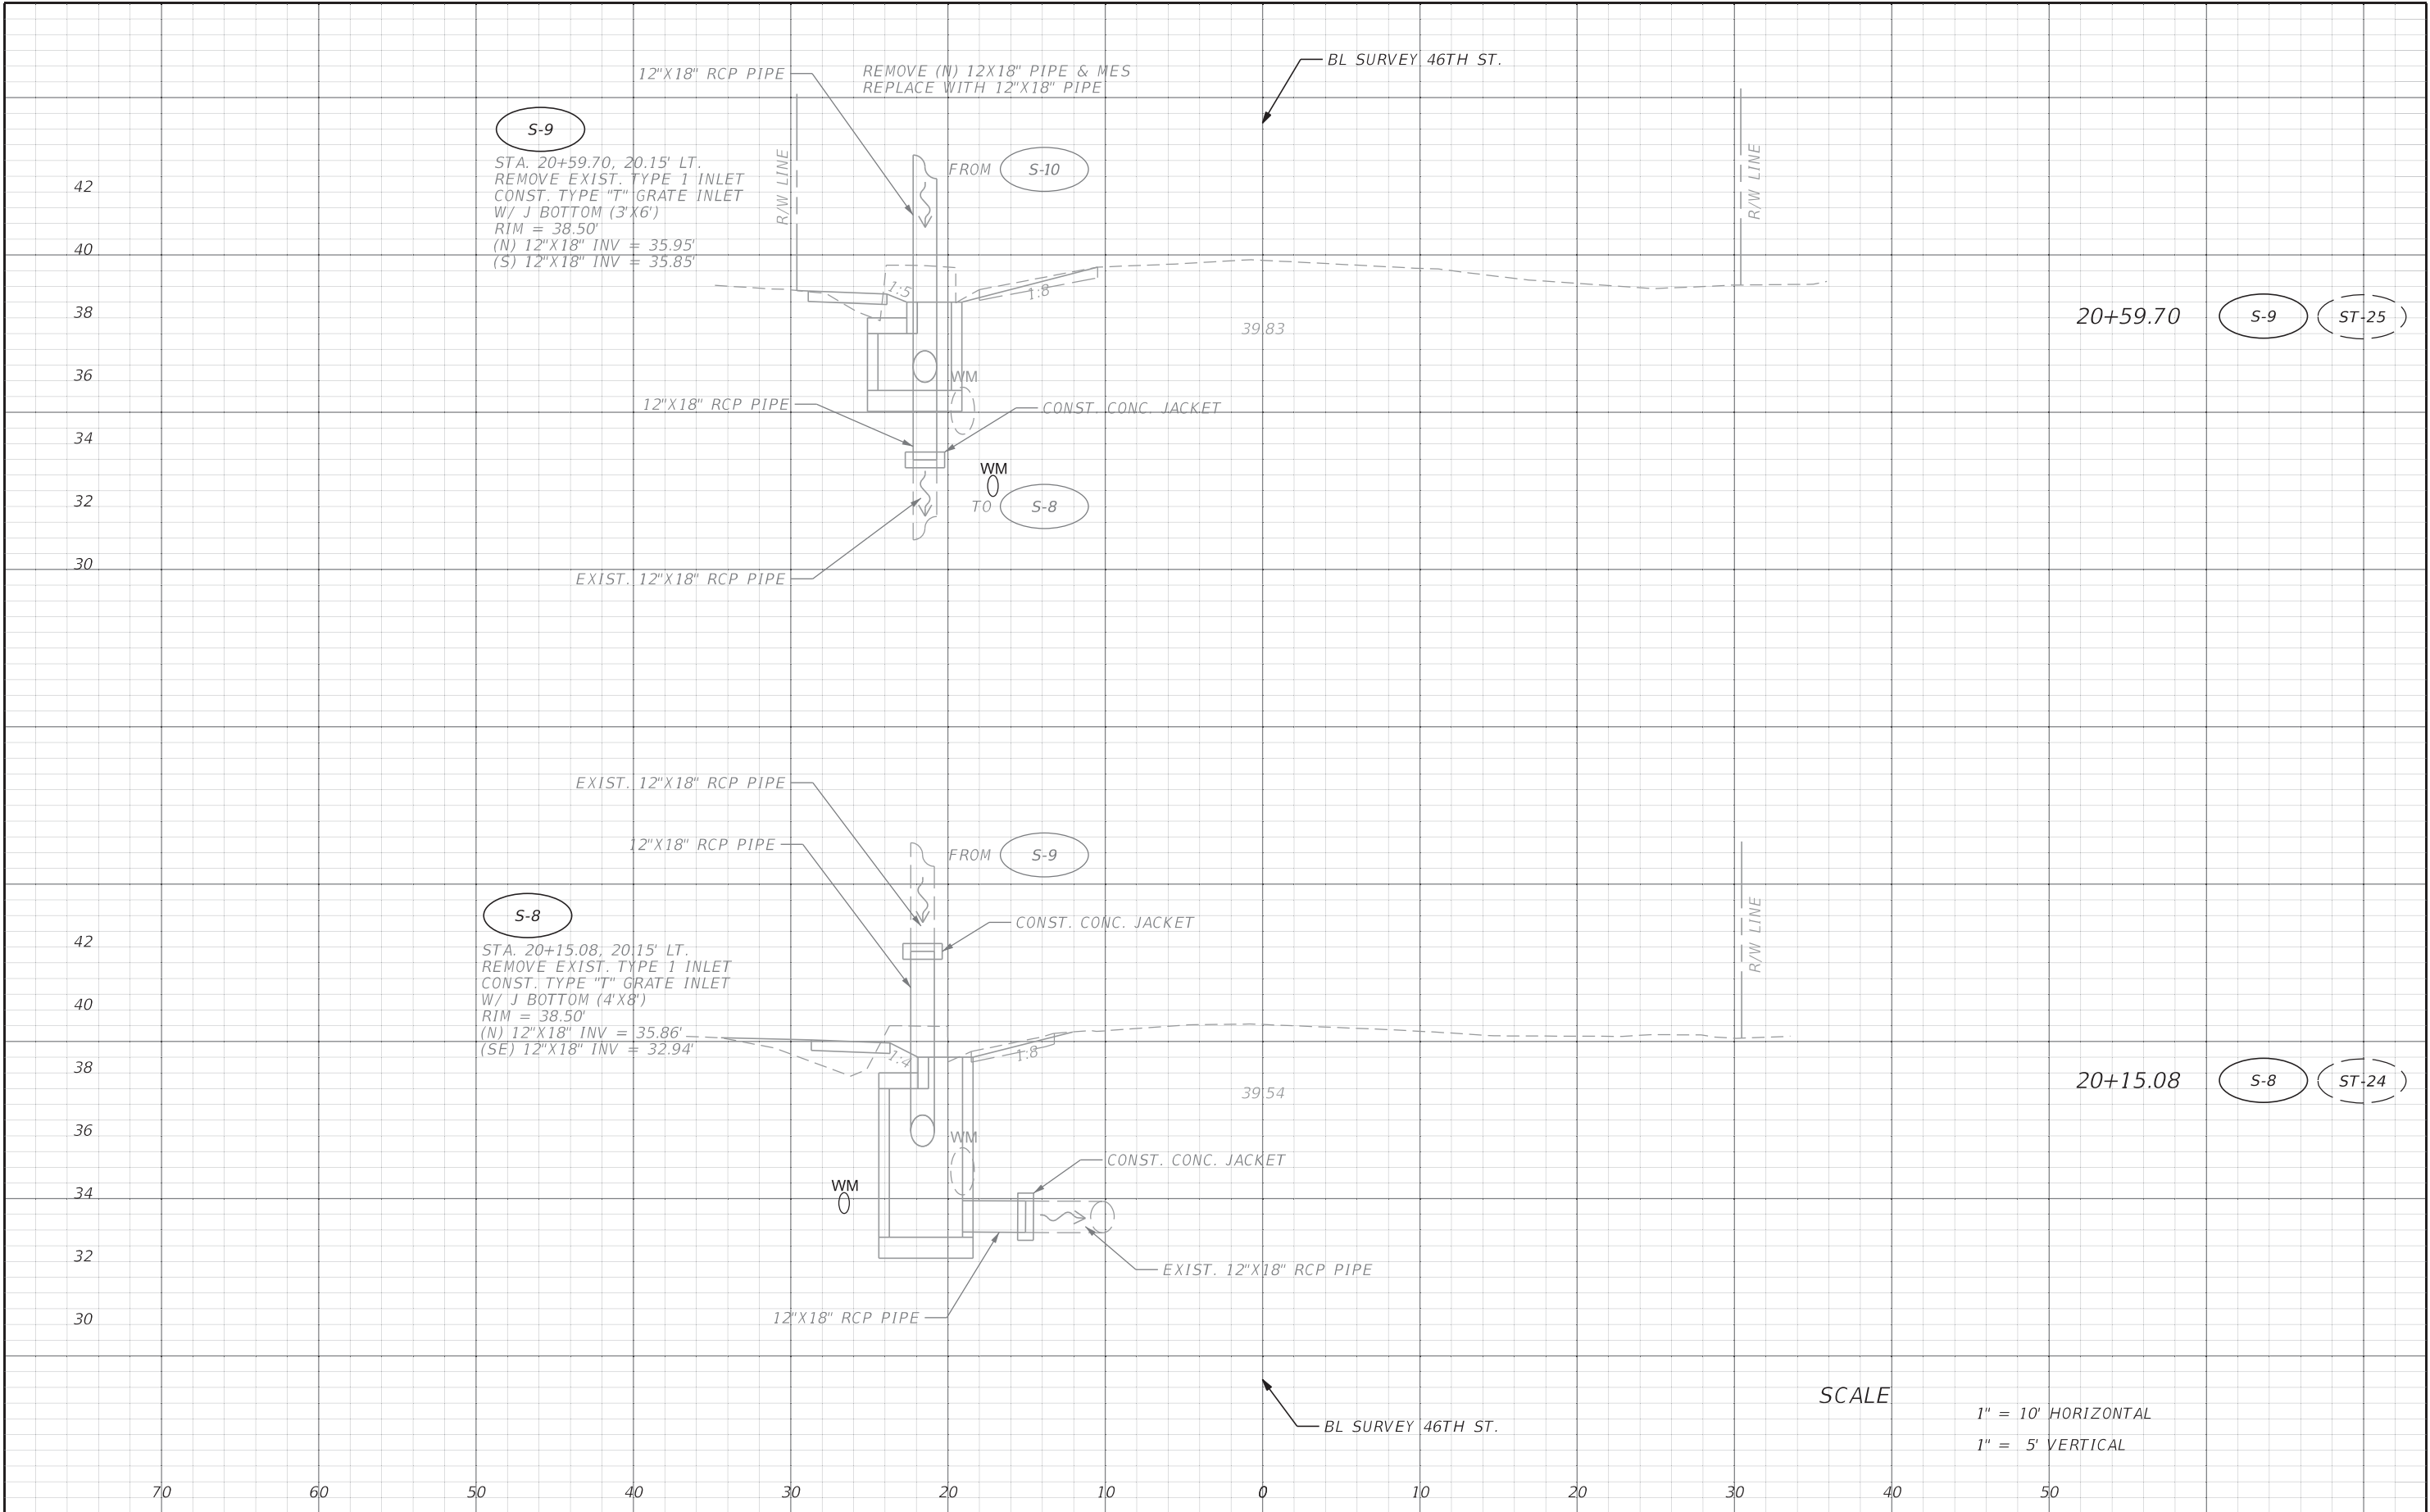 BL SURVEY 46TH ST.
12"X18" RCP PIPE
REMOVE (N) 12X18" PIPE & MES
REPLACE WITH 12"X18" PIPE
S-9
STA. 20+59.70, 20.15' LT.
REMOVE EXIST. TYPE 1 INLET
CONST. TYPE "T" GRATE INLET
W/ J BOTTOM (3'X6')
RIM = 38.50'
(N) 12"X18" INV = 35.95'
(S) 12"X18" INV = 35.85'
R/W LINE
FROM
S-10
R/W LINE
42
40
38
36
34
32
30
1:5
1:8
39.83
20+59.70
S-9
ST-25
WM
12"X18" RCP PIPE
CONST. CONC. JACKET
WM
TO
S-8
EXIST. 12"X18" RCP PIPE
EXIST. 12"X18" RCP PIPE
12"X18" RCP PIPE
FROM
S-9
S-8
CONST. CONC. JACKET
R/W LINE
STA. 20+15.08, 20.15' LT.
REMOVE EXIST. TYPE 1 INLET
CONST. TYPE "T" GRATE INLET
W/ J BOTTOM (4'X8')
RIM = 38.50'
(N) 12"X18" INV = 35.86'
(SE) 12"X18" INV = 32.94'
42
40
38
36
34
32
30
1:4
1:8
39.54
20+15.08
S-8
ST-24
WM
CONST. CONC. JACKET
WM
EXIST. 12"X18" RCP PIPE
12"X18" RCP PIPE
BL SURVEY 46TH ST.
SCALE
1" = 10' HORIZONTAL
1" = 5' VERTICAL
70 60 50 40 30 20 10 0 10 20 30 40 50